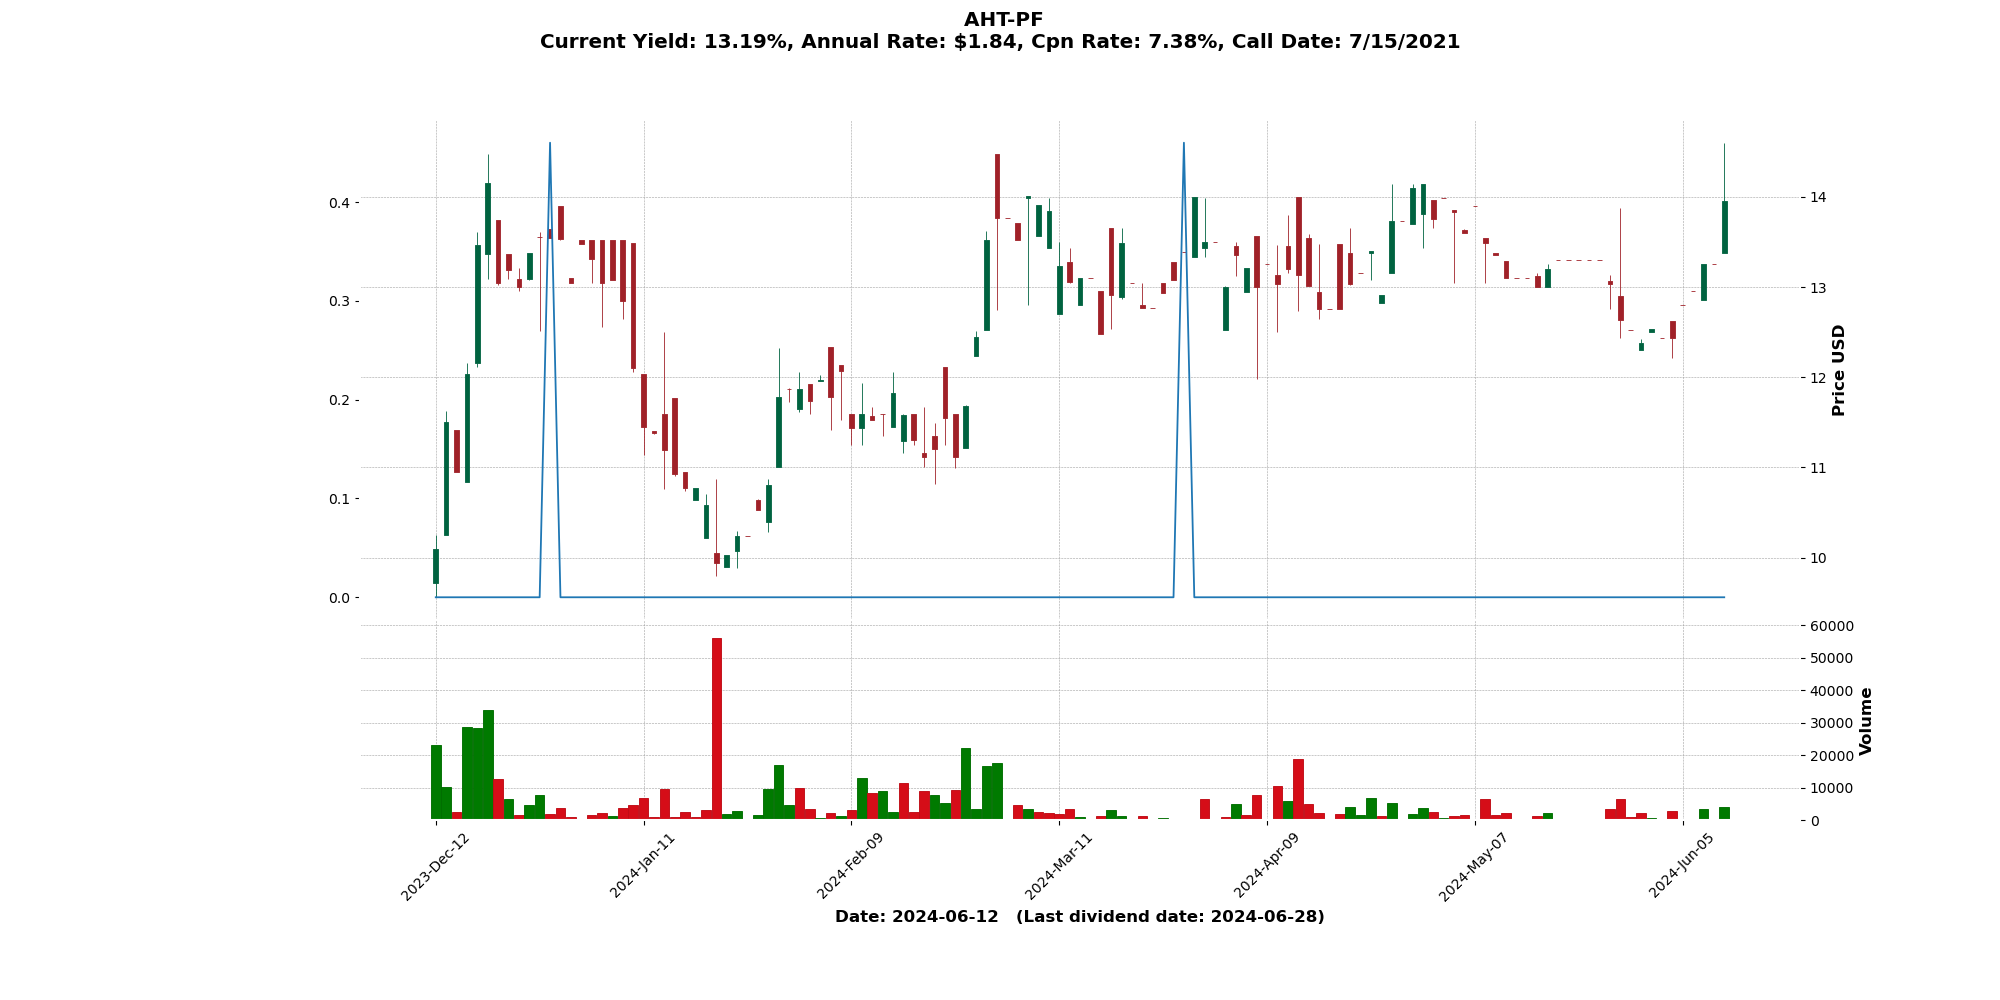 AHT-PF
Current Yield: 13.19%, Annual Rate: $1.84, Cpn Rate: 7.38%, Call Date: 7/15/2021
0.4
0.3
0.2
0.1
0.0
14
13
12
11
10
Price USD
60000
50000
40000
30000
20000
10000
0
Volume
2023-Dec-12
2024-Jan-11
2024-Feb-09
2024-Mar-11
2024-Apr-09
2024-May-07
2024-Jun-05
Date: 2024-06-12   (Last dividend date: 2024-06-28)